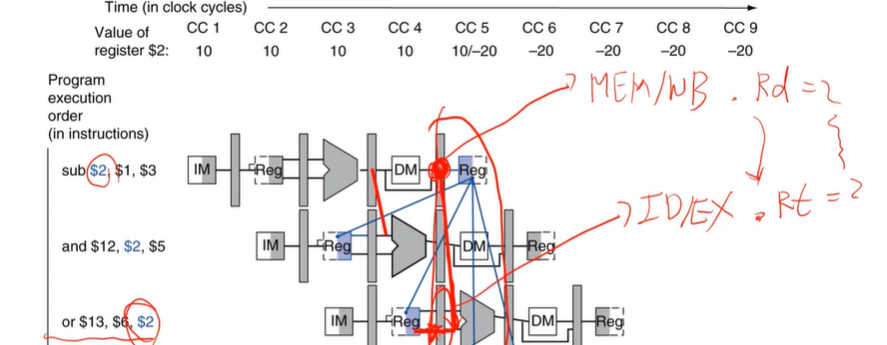 Time (in clock cycles)
Value of register $2:
CC 1 CC 2 CC 3 CC 4 CC 5 CC 6 CC 7 CC 8 CC 9
10 10 10 10 10/–20 –20 –20 –20 –20
Program
execution
order
(in instructions)
MEM/WB . Rd = 2
sub $2, $1, $3
IM Reg DM Reg
ID/EX . Rt = 2
and $12, $2, $5
IM Reg DM Reg
or $13, $6, $2
IM Reg DM Reg